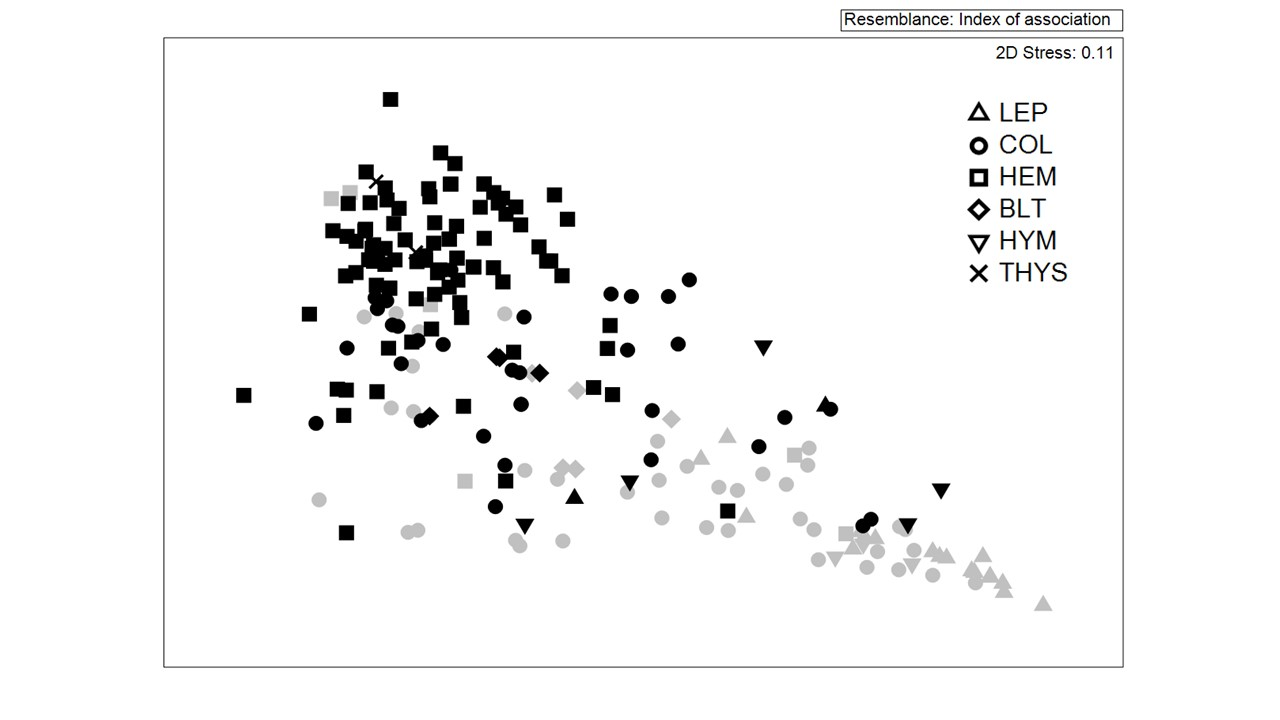 Resemblance: Index of association
2D Stress: 0.11
LEP
COL
HEM
BLT
HYM
THYS